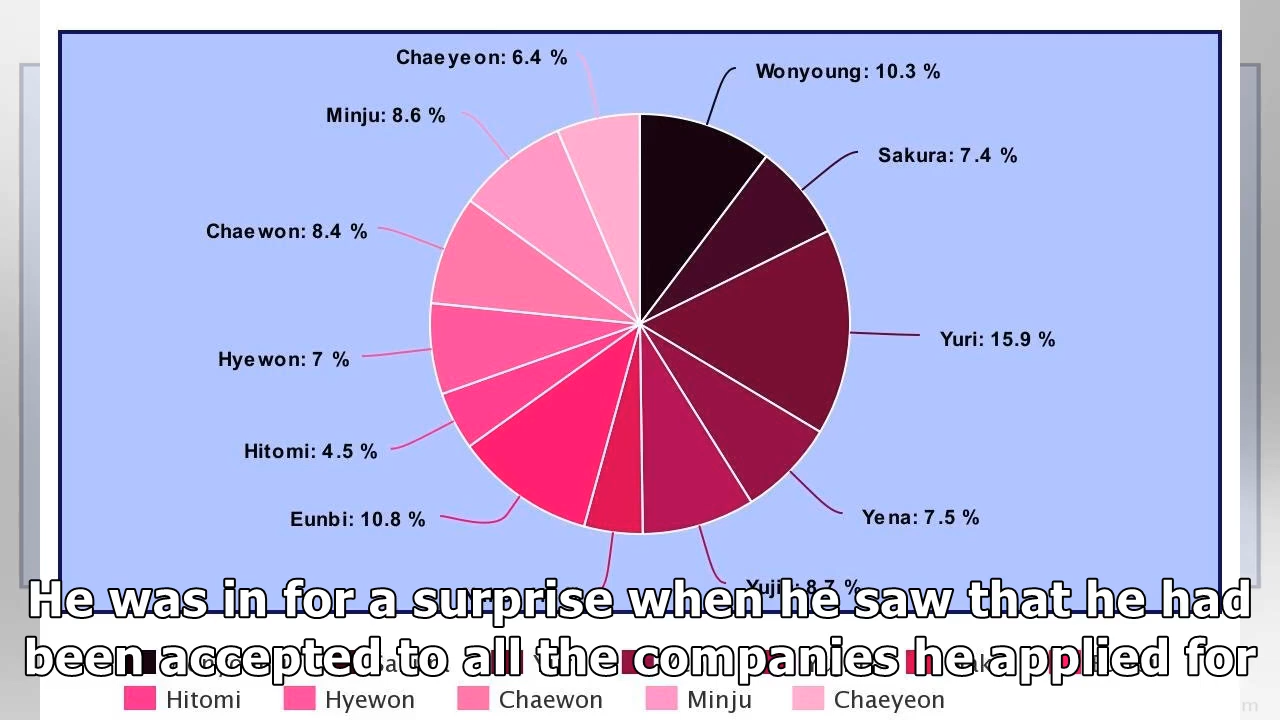 Chaeyeon: 6.4 %
Wonyoung: 10.3 %
Minju: 8.6 %
Sakura: 7.4 %
Chaewon: 8.4 %
Yuri: 15.9 %
Hyewon: 7 %
Hitomi: 4.5 %
Eunbi: 10.8 %
Yena: 7.5 %
He was in for a surprise when he saw that he had
been accepted to all the companies he applied for
Hitomi Hyewon Chaewon Minju Chaeyeon